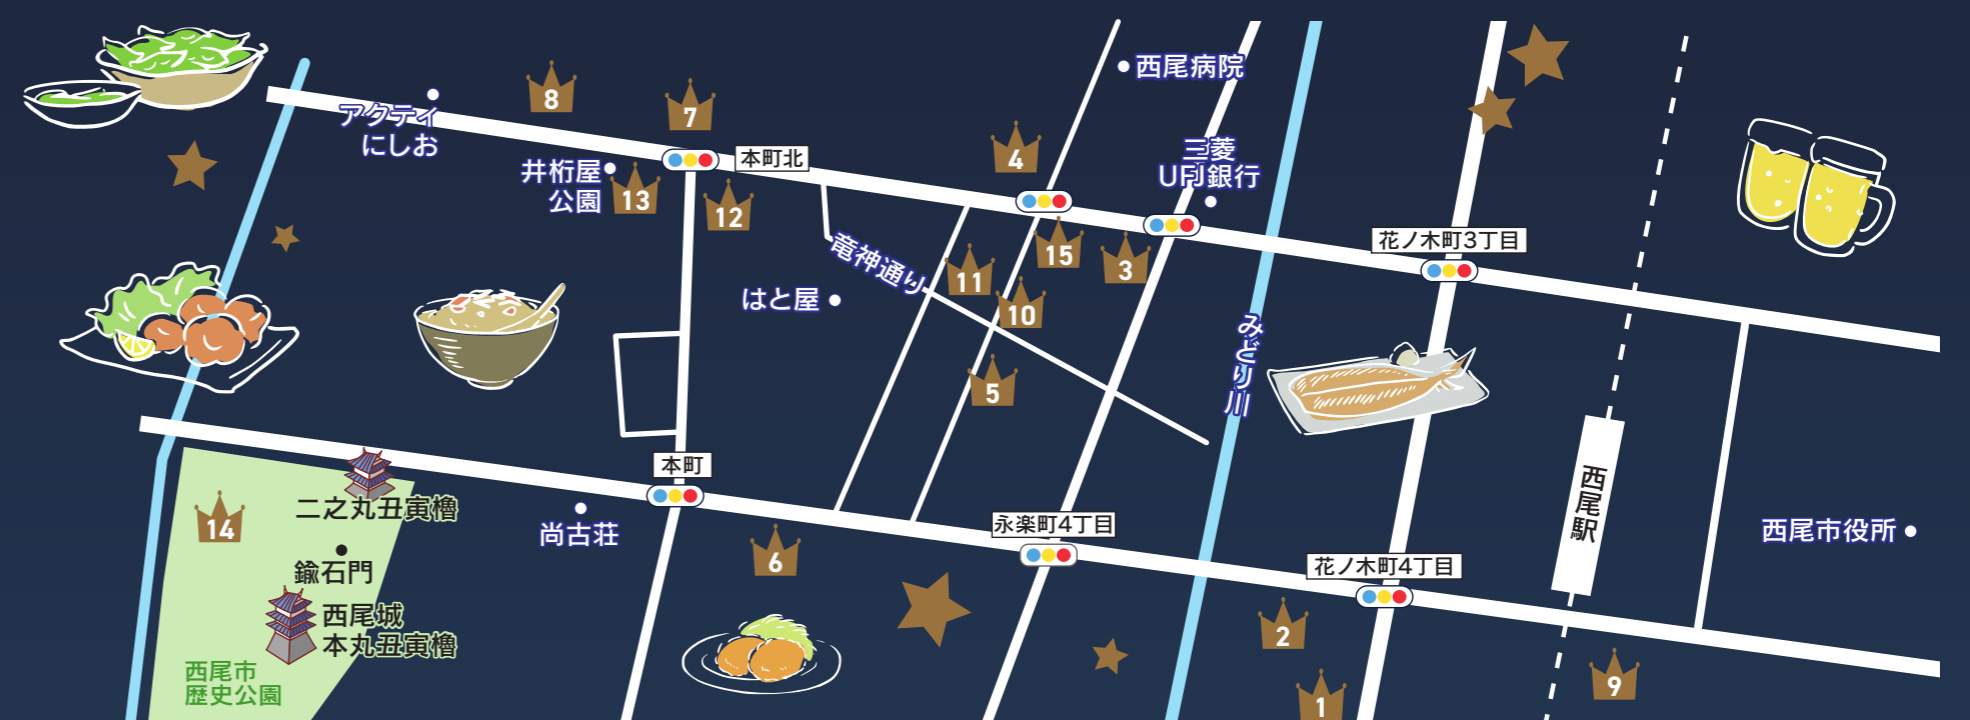 西尾病院
アクティ
にしお
8
7
4
本町北
三菱
UFJ銀行
井桁屋
公園
13
12
15
3
花ノ木町3丁目
竜神通り
11
10
はと屋
みどり川
5
本町
西尾駅
14
二之丸丑寅櫓
尚古荘
永楽町4丁目
西尾市役所
鍮石門
6
花ノ木町4丁目
西尾城
本丸丑寅櫓
2
西尾市
歴史公園
9
1